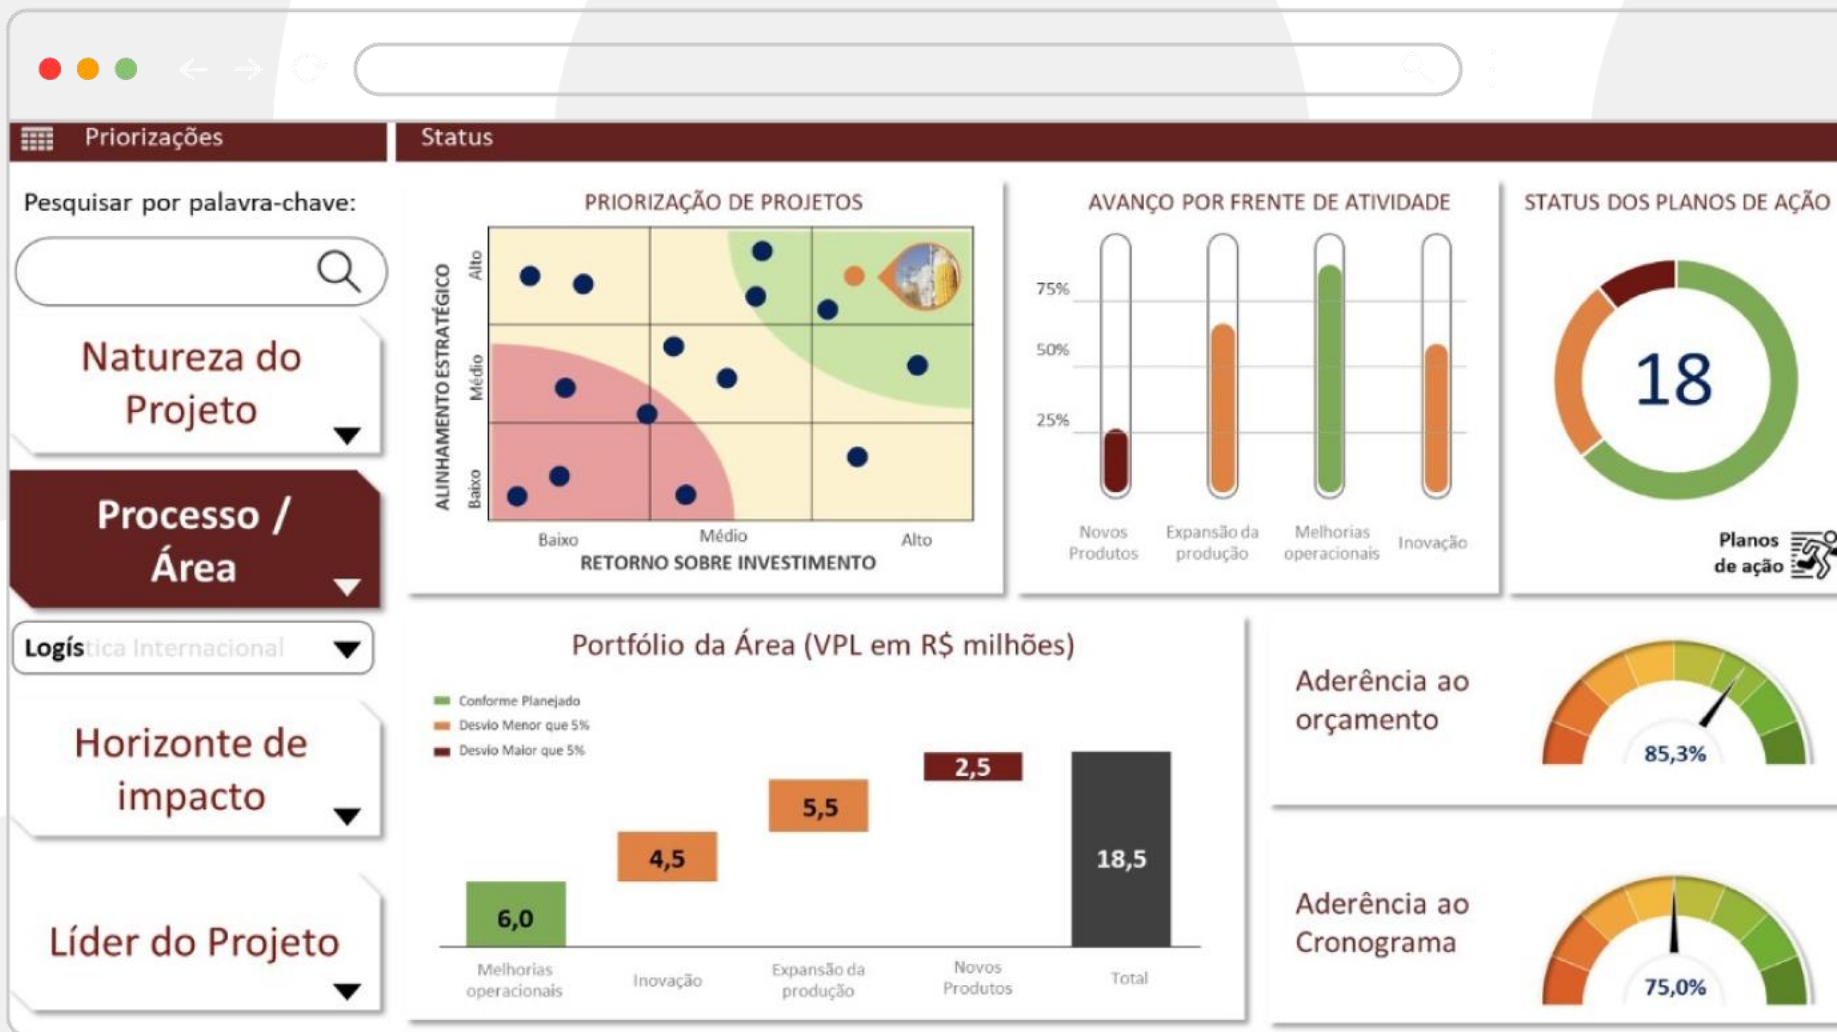 Priorizações
Status
Pesquisar por palavra-chave:
Natureza do
Projeto
Processo /
Área
Logística Internacional
Horizonte de
impacto
Líder do Projeto
PRIORIZAÇÃO DE PROJETOS
ALINHAMENTO ESTRATÉGICO
Alto
Médio
Baixo
Baixo
Médio
Alto
RETORNO SOBRE INVESTIMENTO
AVANÇO POR FRENTE DE ATIVIDADE
75%
50%
25%
Novos
Produtos
Expansão da
produção
Melhorias
operacionais
Inovação
STATUS DOS PLANOS DE AÇÃO
18
Planos
de ação
Portfólio da Área (VPL em R$ milhões)
Conforme Planejado
Desvio Menor que 5%
Desvio Maior que 5%
6,0
4,5
5,5
2,5
18,5
Melhorias
operacionais
Inovação
Expansão da
produção
Novos
Produtos
Total
Aderência ao
orçamento
85,3%
Aderência ao
Cronograma
75,0%